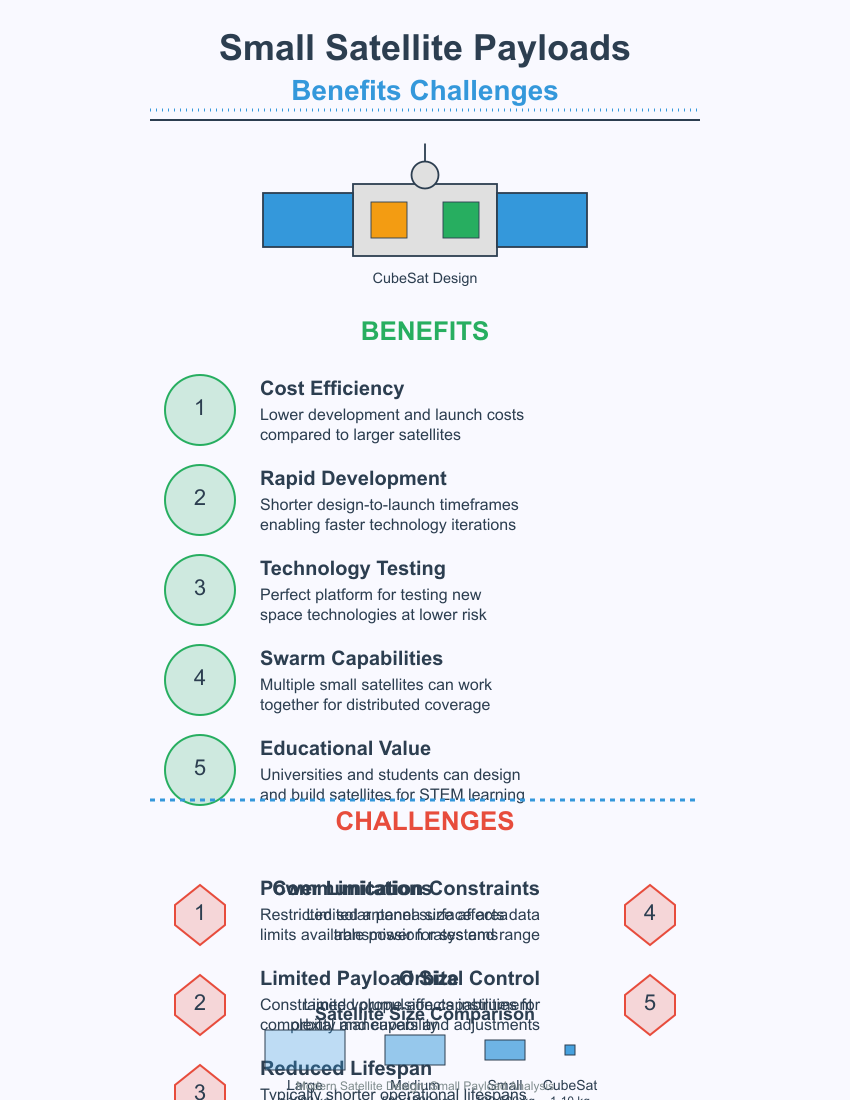 Small Satellite Payloads
Benefits Challenges
CubeSat Design
BENEFITS
1
Cost Efficiency
Lower development and launch costs
compared to larger satellites
2
Rapid Development
Shorter design-to-launch timeframes
enabling faster technology iterations
3
Technology Testing
Perfect platform for testing new
space technologies at lower risk
4
Swarm Capabilities
Multiple small satellites can work
together for distributed coverage
5
Educational Value
Universities and students can design
and build satellites for STEM learning
CHALLENGES
1
Power Limitations
Restricted solar panel surface area
limits available power for systems
4
Communication Constraints
Limited antenna size affects data
transmission rates and range
2
Limited Payload Size
Constrained volume affects instrument
complexity and capability
5
Orbital Control
Limited propulsion capabilities for
orbital maneuvers and adjustments
3
Reduced Lifespan
Typically shorter operational lifespans
Satellite Size Comparison
Large
Medium
Small
CubeSat
1-10 kg
Modern Satellite Design: Small Payload Analysis